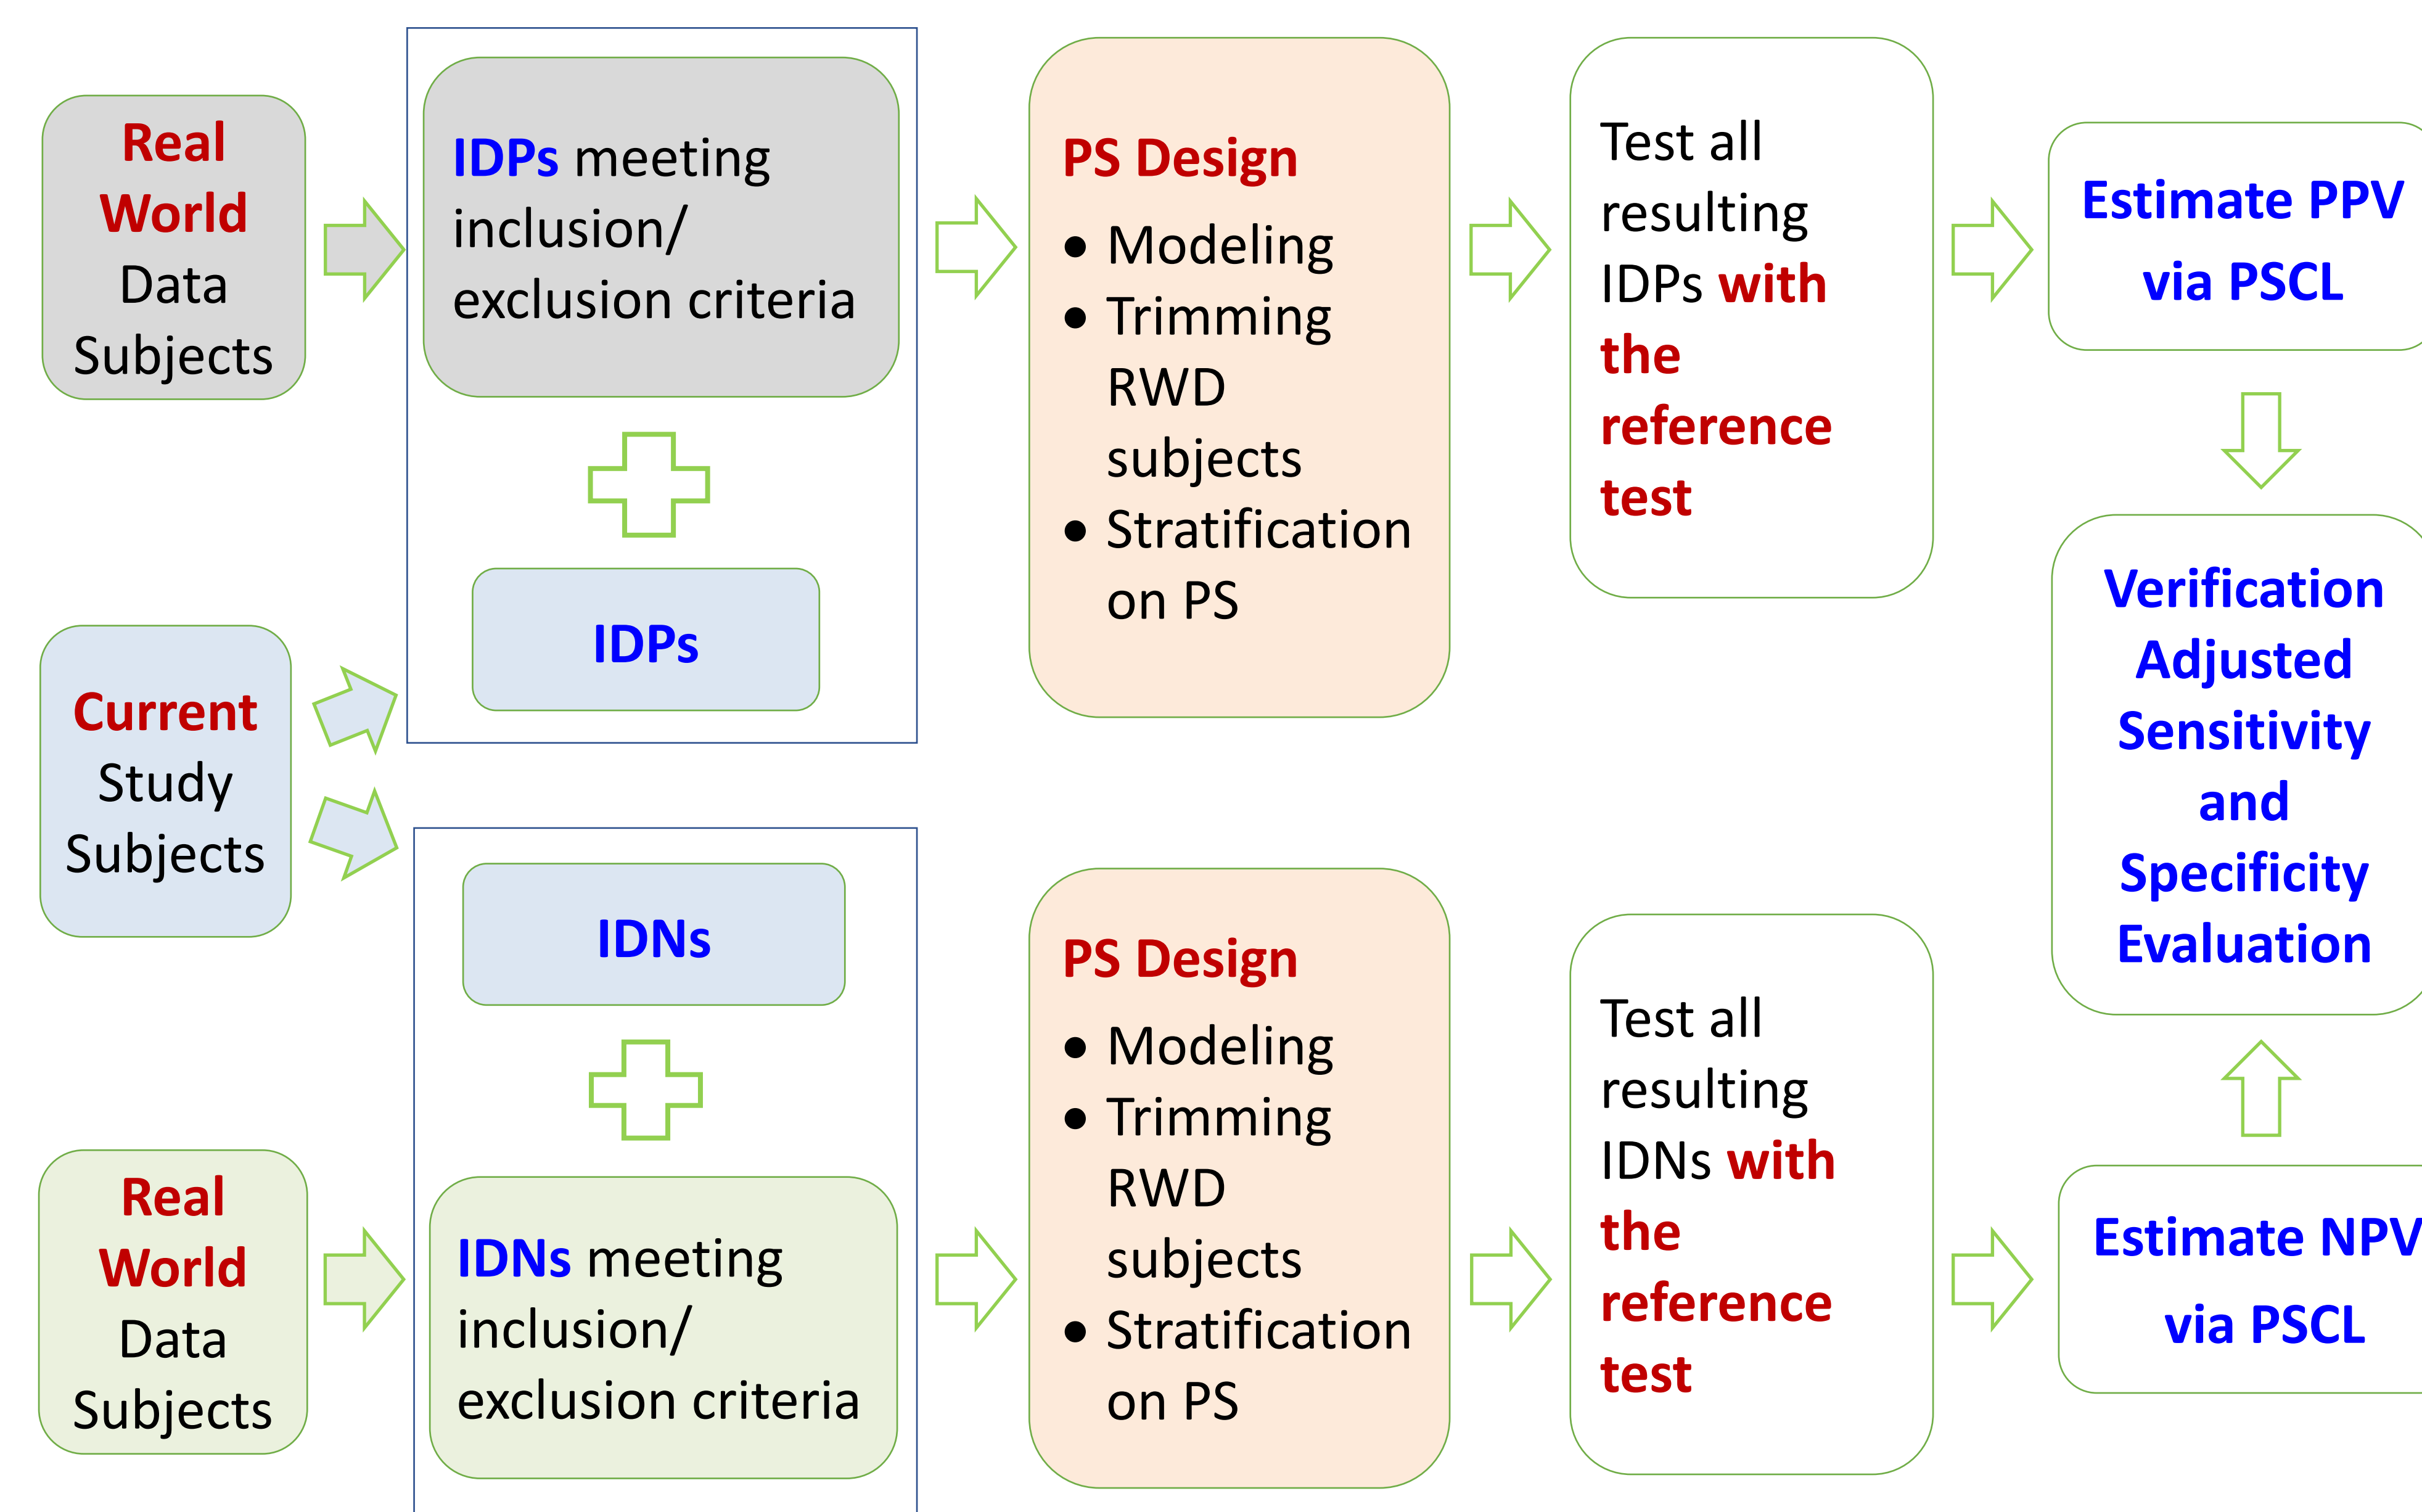 Real
World
Data
Subjects
IDPs meeting
inclusion/
exclusion criteria
IDPs
PS Design
• Modeling
• Trimming
RWD
subjects
• Stratification
on PS
Test all
resulting
IDPs with
the
reference
test
Estimate PPV
via PSCL
Current
Study
Subjects
Verification
Adjusted
Sensitivity
and
Specificity
Evaluation
IDNs
Real
World
Data
Subjects
IDNs meeting
inclusion/
exclusion criteria
PS Design
• Modeling
• Trimming
RWD
subjects
• Stratification
on PS
Test all
resulting
IDNs with
the
reference
test
Estimate NPV
via PSCL